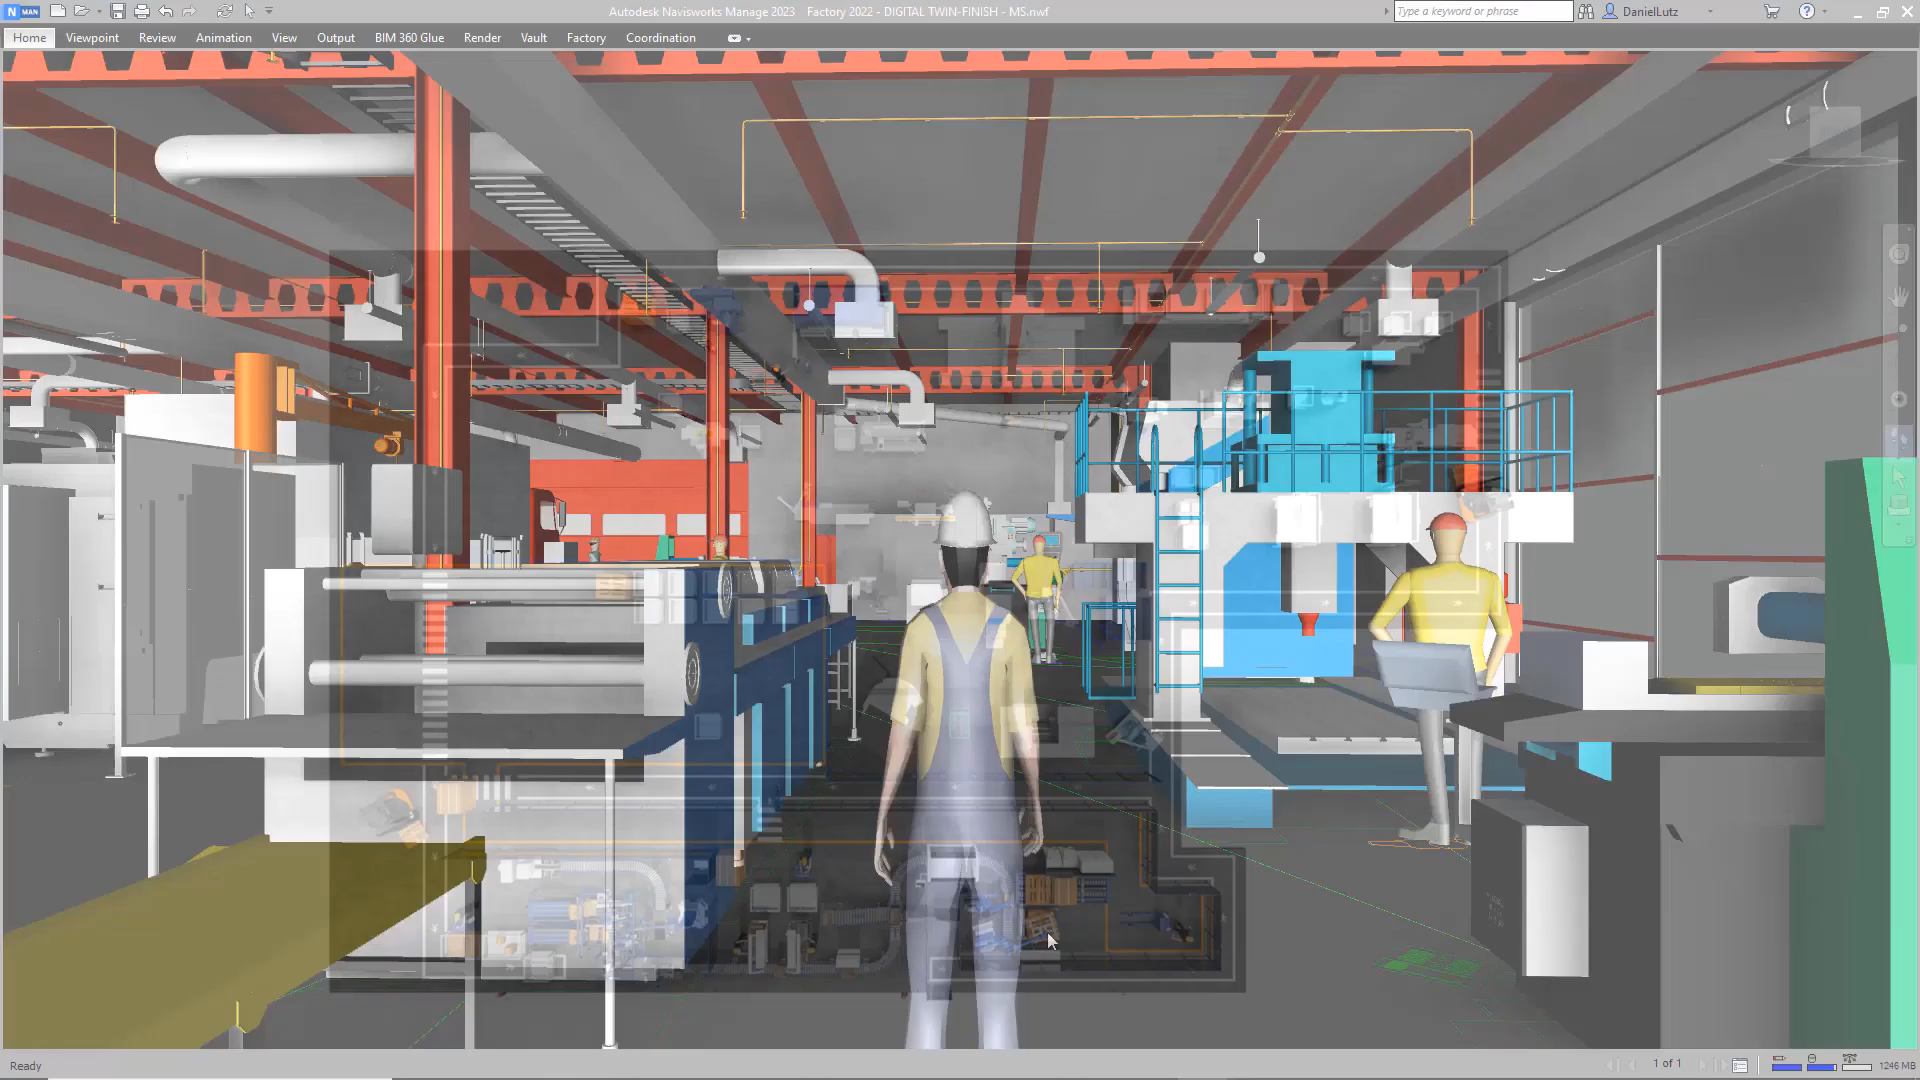 N MAN
Autodesk Navisworks Manage 2023 Factory 2022 - DIGITAL TWIN-FINISH - MS.nwf
Type a keyword or phrase
DanielLutz
?
Home Viewpoint Review Animation View Output BIM 360 Glue Render Vault Factory Coordination
Ready
1 of 1
1246 MB